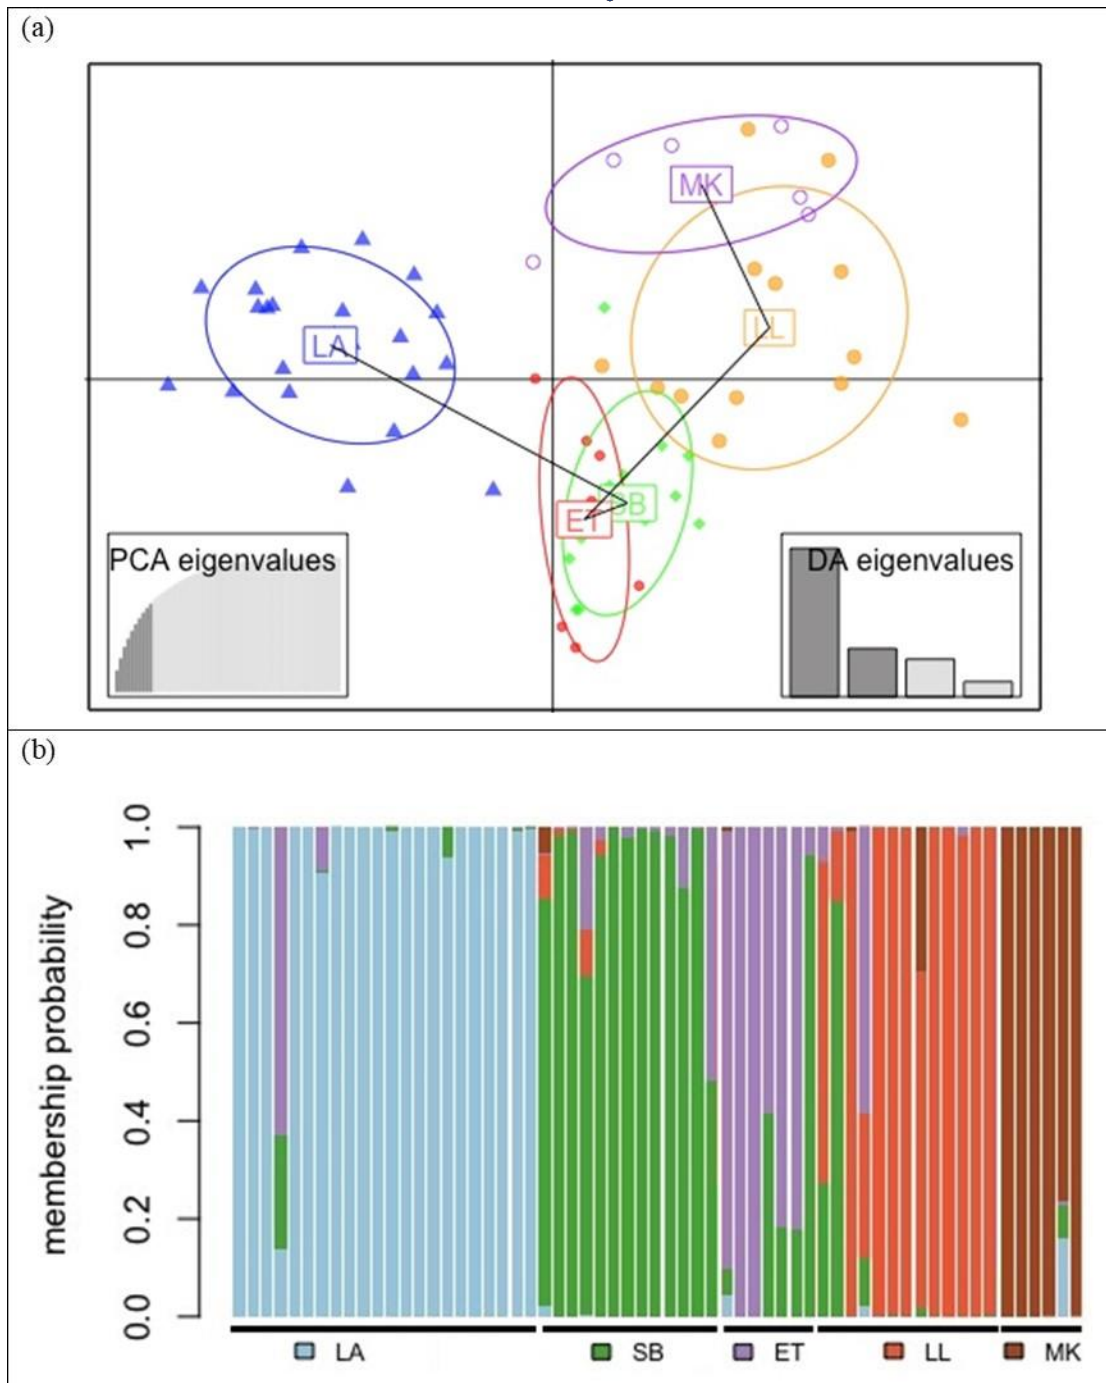 (a)
MK
LL
LA
SB
ET
PCA eigenvalues
DA eigenvalues
(b)
membership probability
1.0
0.8
0.6
0.4
0.2
0.0
LA SB ET LL MK